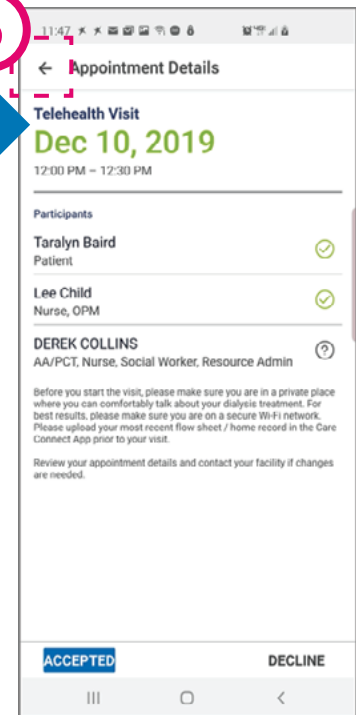 11:47
Appointment Details
Telehealth Visit
Dec 10, 2019
12:00 PM – 12:30 PM
Participants
Taralyn Baird
Patient
Lee Child
Nurse, OPM
DEREK COLLINS
AA/PCT, Nurse, Social Worker, Resource Admin
Before you start the visit, please make sure you are in a private place
where you can comfortably talk about your dialysis treatment. For
best results, please make sure you are on a secure Wi-Fi network.
Please upload your most recent flow sheet / home record in the Care
Connect App prior to your visit.
Review your appointment details and contact your facility if changes
are needed.
ACCEPTED
DECLINE